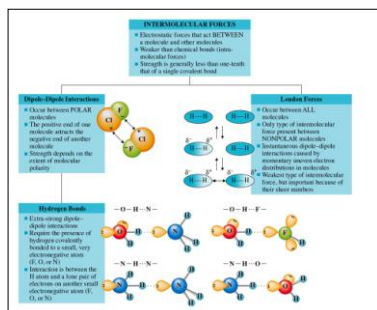 INTERMOLECULAR FORCES
• Electrostatic forces that act BETWEEN
a molecule and other molecules
• Weaker than chemical bonds (intra-
molecular forces)
• Strength is generally less than one-tenth
that of a single covalent bond
Dipole–Dipole Interactions
• Occur between POLAR
molecules
• The positive end of one
molecule attracts the
negative end of another
molecule
• Strength depends on the
extent of molecular
polarity
F
Cl
Cl
F
H—H H—H
H—H H—H
δ⁻ δ⁺
H—H H—H
δ⁻ δ⁺ δ⁻ δ⁺
H—H H—H
London Forces
• Occur between ALL
molecules
• Only type of intermolecular
force present between
NONPOLAR molecules
• Instantaneous dipole–dipole
interactions caused by
momentary uneven electron
distributions in molecules
• Weakest type of intermolecular
force, but important because of
their sheer numbers
Hydrogen Bonds
• Extra-strong dipole–
dipole interactions
• Require the presence of
hydrogen covalently
bonded to a small, very
electronegative atom
(F, O, or N)
• Interaction is between the
H atom and a lone pair of
electrons on another small
electronegative atom (F,
O, or N)
—O—H···N—
—O—H···F—
O H N H
H H H
O H F
H H
—N—H···N—
—N—H···O—
N H N H
H H H H
N H O
H H H H